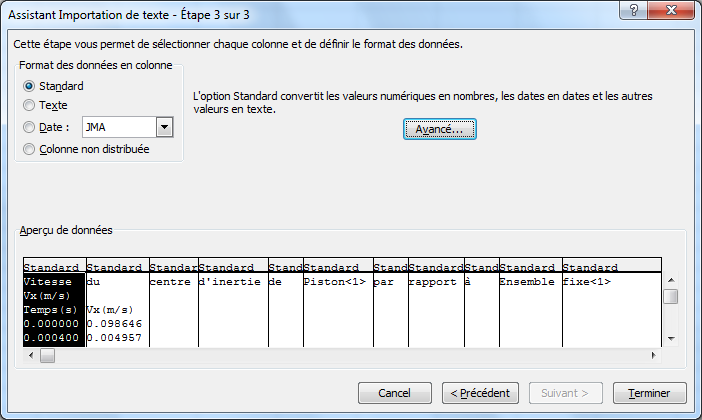 Assistant Importation de texte - Étape 3 sur 3
Cette étape vous permet de sélectionner chaque colonne et de définir le format des données.
Format des données en colonne
Standard
Texte
Date : JMA
Colonne non distribuée
L'option Standard convertit les valeurs numériques en nombres, les dates en dates et les autres
valeurs en texte.
Avancé...
Aperçu de données
Standard Standard Standar Standard Stand Standard Stand Standard Stand Standard Standard
Vitesse du centre d'inertie de Piston<1> par rapport à Ensemble fixe<1>
Vx(m/s)
Temps(s) Vx(m/s)
0.000000 0.098646
0.000400 0.004957
Cancel < Précédent Suivant > Terminer